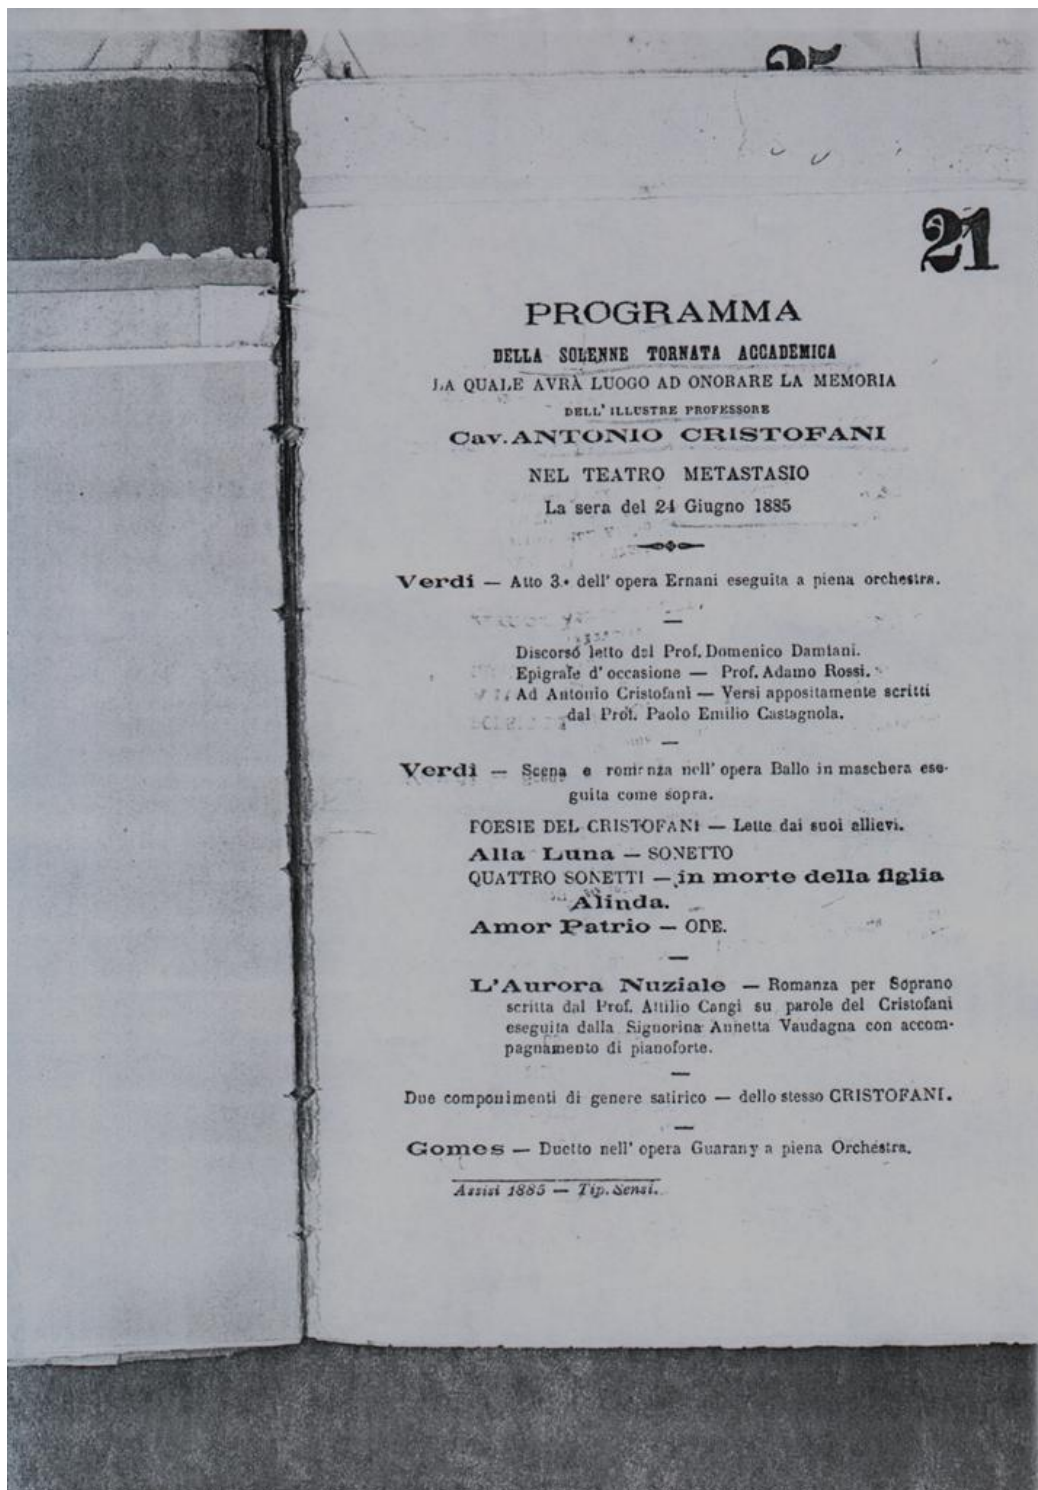 25
21
PROGRAMMA
DELLA SOLENNE TORNATA ACCADEMICA
LA QUALE AVRÀ LUOGO AD ONORARE LA MEMORIA
DELL' ILLUSTRE PROFESSORE
Cav. ANTONIO CRISTOFANI
NEL TEATRO METASTASIO
La sera del 24 Giugno 1885
Verdi — Atto 3.º dell' opera Ernani eseguita a piena orchestra.
Discorso letto dal Prof. Domenico Damiani.
Epigrafe d' occasione — Prof. Adamo Rossi.
Ad Antonio Cristofani — Versi appositamente scritti
dal Prof. Paolo Emilio Castagnola.
Verdi — Scena e romanza nell' opera Ballo in maschera ese-
guita come sopra.
POESIE DEL CRISTOFANI — Lette dai suoi allievi.
Alla Luna — SONETTO
QUATTRO SONETTI — in morte della figlia
Alinda.
Amor Patrio — ODE.
L'Aurora Nuziale — Romanza per Soprano
scritta dal Prof. Attilio Cangi su parole del Cristofani
eseguita dalla Signorina Annetta Vaudagna con accom-
pagnamento di pianoforte.
Due componimenti di genere satirico — dello stesso CRISTOFANI.
Gomes — Duetto nell' opera Guarany a piena Orchestra.
Assisi 1885 — Tip. Sensi.